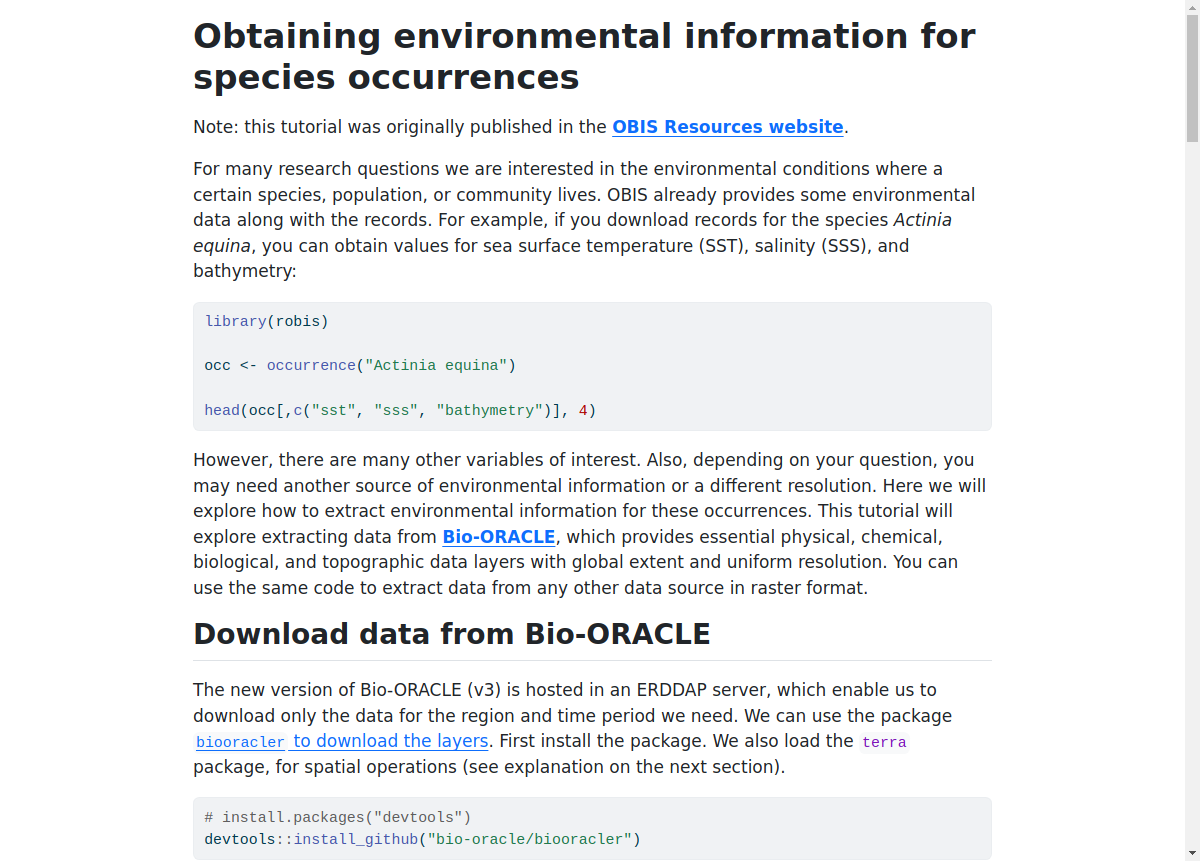 Obtaining environmental information for
species occurrences
Note: this tutorial was originally published in the OBIS Resources website.
For many research questions we are interested in the environmental conditions where a
certain species, population, or community lives. OBIS already provides some environmental
data along with the records. For example, if you download records for the species Actinia
equina, you can obtain values for sea surface temperature (SST), salinity (SSS), and
bathymetry:
library(robis)
occ <- occurrence("Actinia equina")
head(occ[,c("sst", "sss", "bathymetry")], 4)
However, there are many other variables of interest. Also, depending on your question, you
may need another source of environmental information or a different resolution. Here we will
explore how to extract environmental information for these occurrences. This tutorial will
explore extracting data from Bio-ORACLE, which provides essential physical, chemical,
biological, and topographic data layers with global extent and uniform resolution. You can
use the same code to extract data from any other data source in raster format.
Download data from Bio-ORACLE
The new version of Bio-ORACLE (v3) is hosted in an ERDDAP server, which enable us to
download only the data for the region and time period we need. We can use the package
biooracler to download the layers. First install the package. We also load the terra
package, for spatial operations (see explanation on the next section).
# install.packages("devtools")
devtools::install_github("bio-oracle/biooracler")